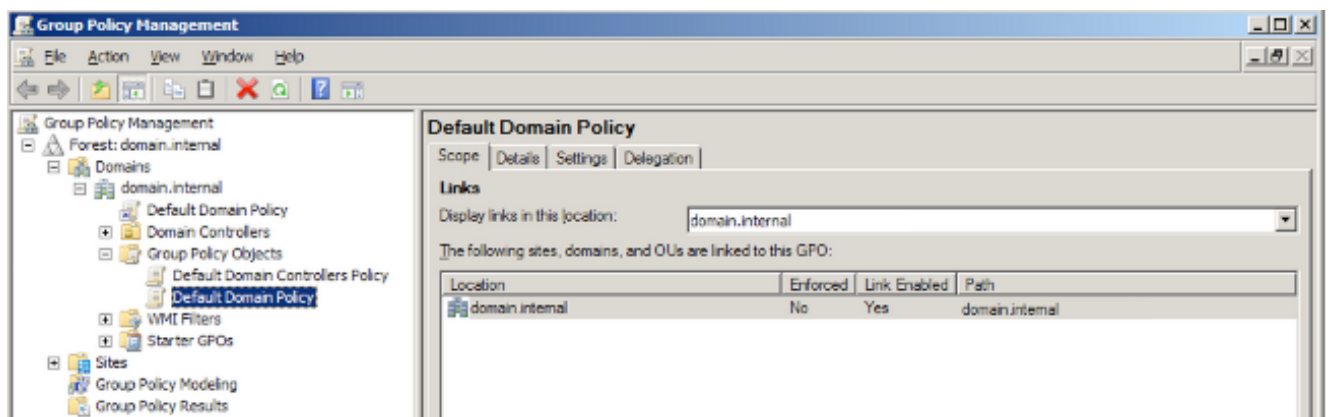 Group Policy Management
File Action View Window Help
Group Policy Management
Forest: domain.internal
Domains
domain.internal
Default Domain Policy
Domain Controllers
Group Policy Objects
Default Domain Controllers Policy
Default Domain Policy
WMI Filters
Starter GPOs
Sites
Group Policy Modeling
Group Policy Results
Default Domain Policy
Scope Details Settings Delegation
Links
Display links in this location: domain.internal
The following sites, domains, and OUs are linked to this GPO:
Location Enforced Link Enabled Path
domain.internal No Yes domain.internal